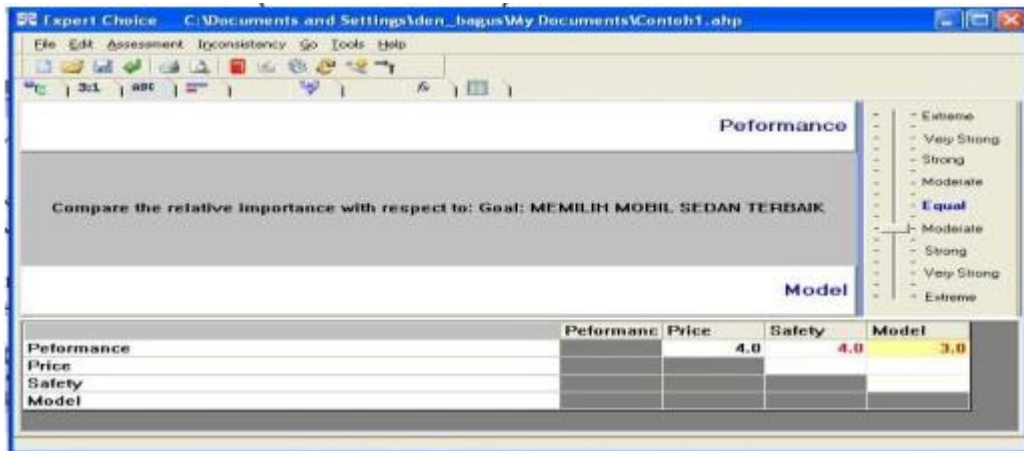 Expert Choice C:\Documents and Settings\den_bagus\My Documents\Contoh1.ahp
File Edit Assessment Inconsistency Go Tools Help
3:1 ABC
Peformance
Compare the relative importance with respect to: Goal: MEMILIH MOBIL SEDAN TERBAIK
Model
Extreme
Very Strong
Strong
Moderate
Equal
Moderate
Strong
Very Strong
Extreme
Peformanc Price Safety Model
Peformance 4.0 4.0 3.0
Price
Safety
Model